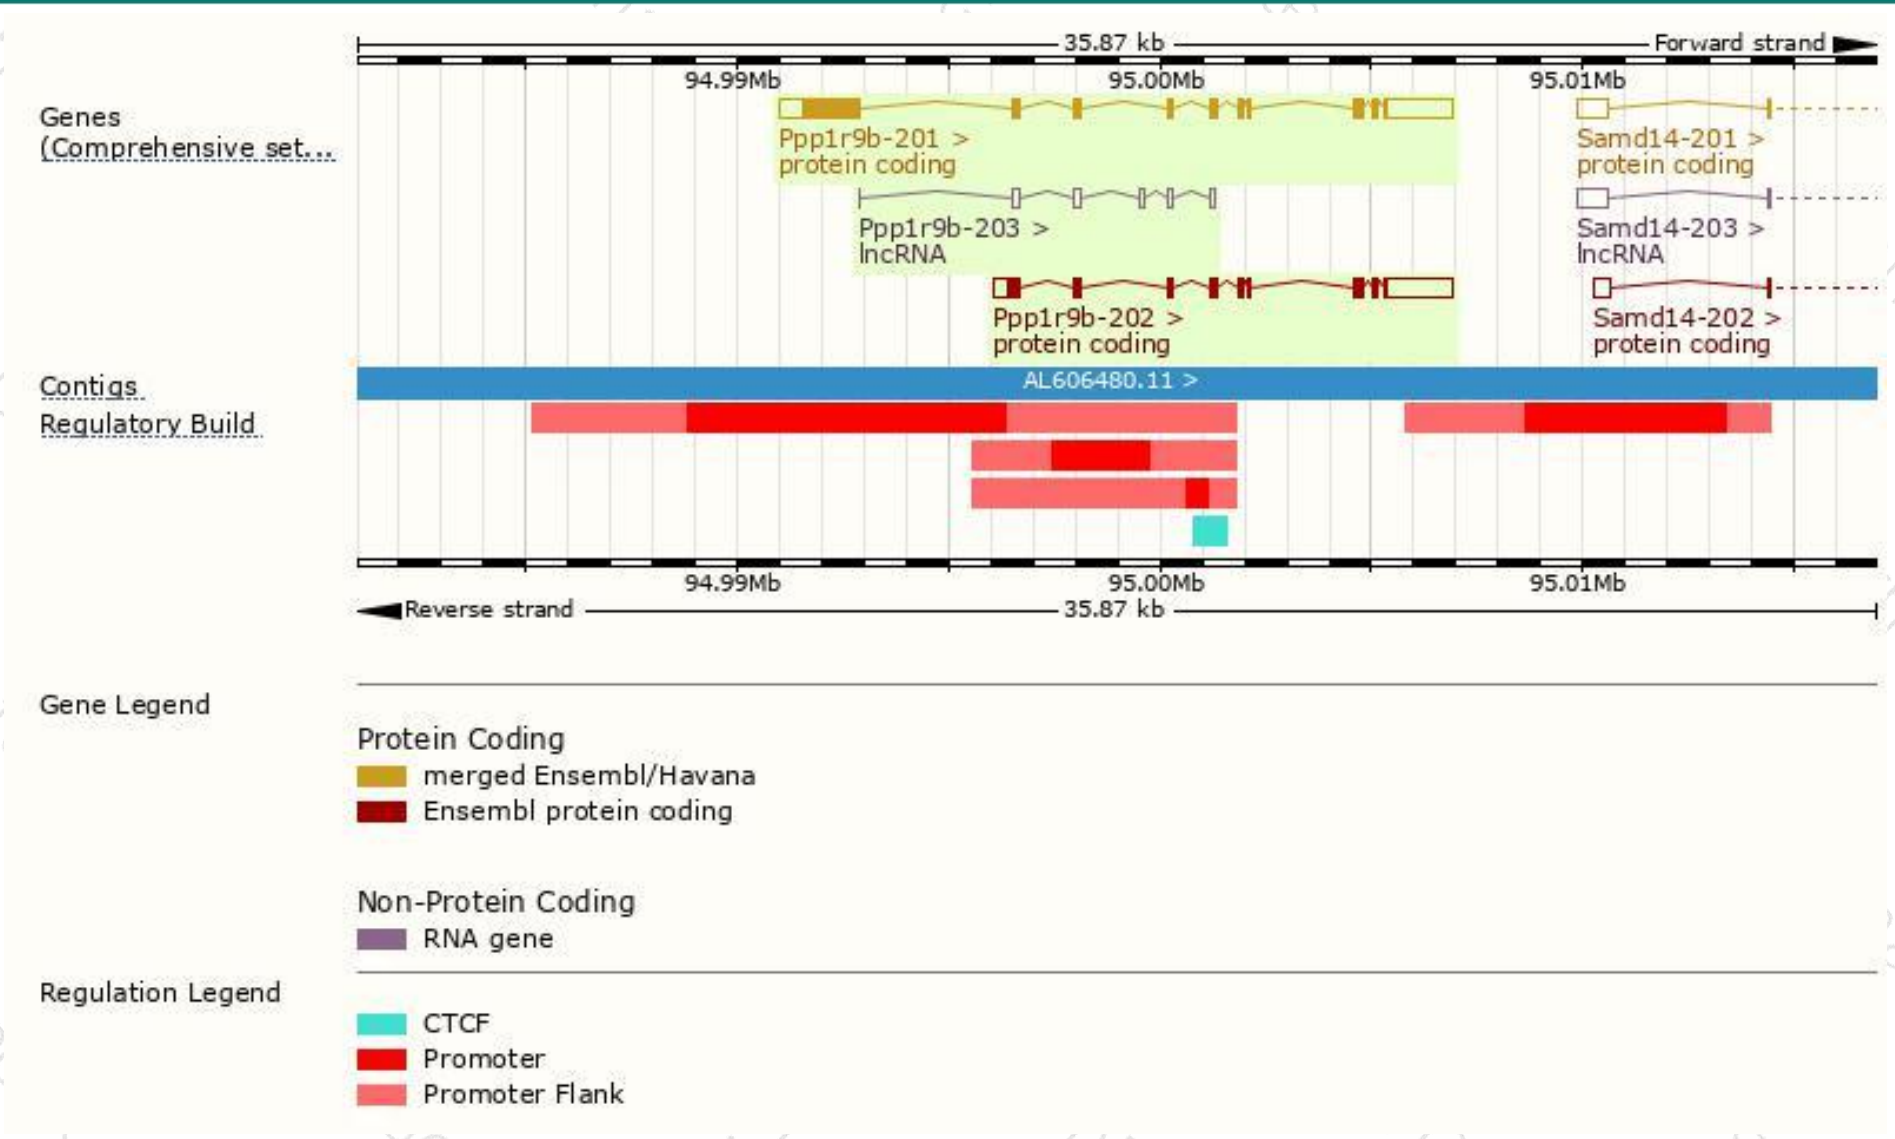 35.87 kb Forward strand
94.99Mb 95.00Mb 95.01Mb
Genes
(Comprehensive set...
Ppp1r9b-201 >
protein coding
Samd14-201 >
protein coding
Ppp1r9b-203 >
lncRNA
Samd14-203 >
lncRNA
Ppp1r9b-202 >
protein coding
Samd14-202 >
protein coding
Contigs AL606480.11 >
Regulatory Build
94.99Mb 95.00Mb 95.01Mb
Reverse strand 35.87 kb
Gene Legend
Protein Coding
merged Ensembl/Havana
Ensembl protein coding
Non-Protein Coding
RNA gene
Regulation Legend
CTCF
Promoter
Promoter Flank